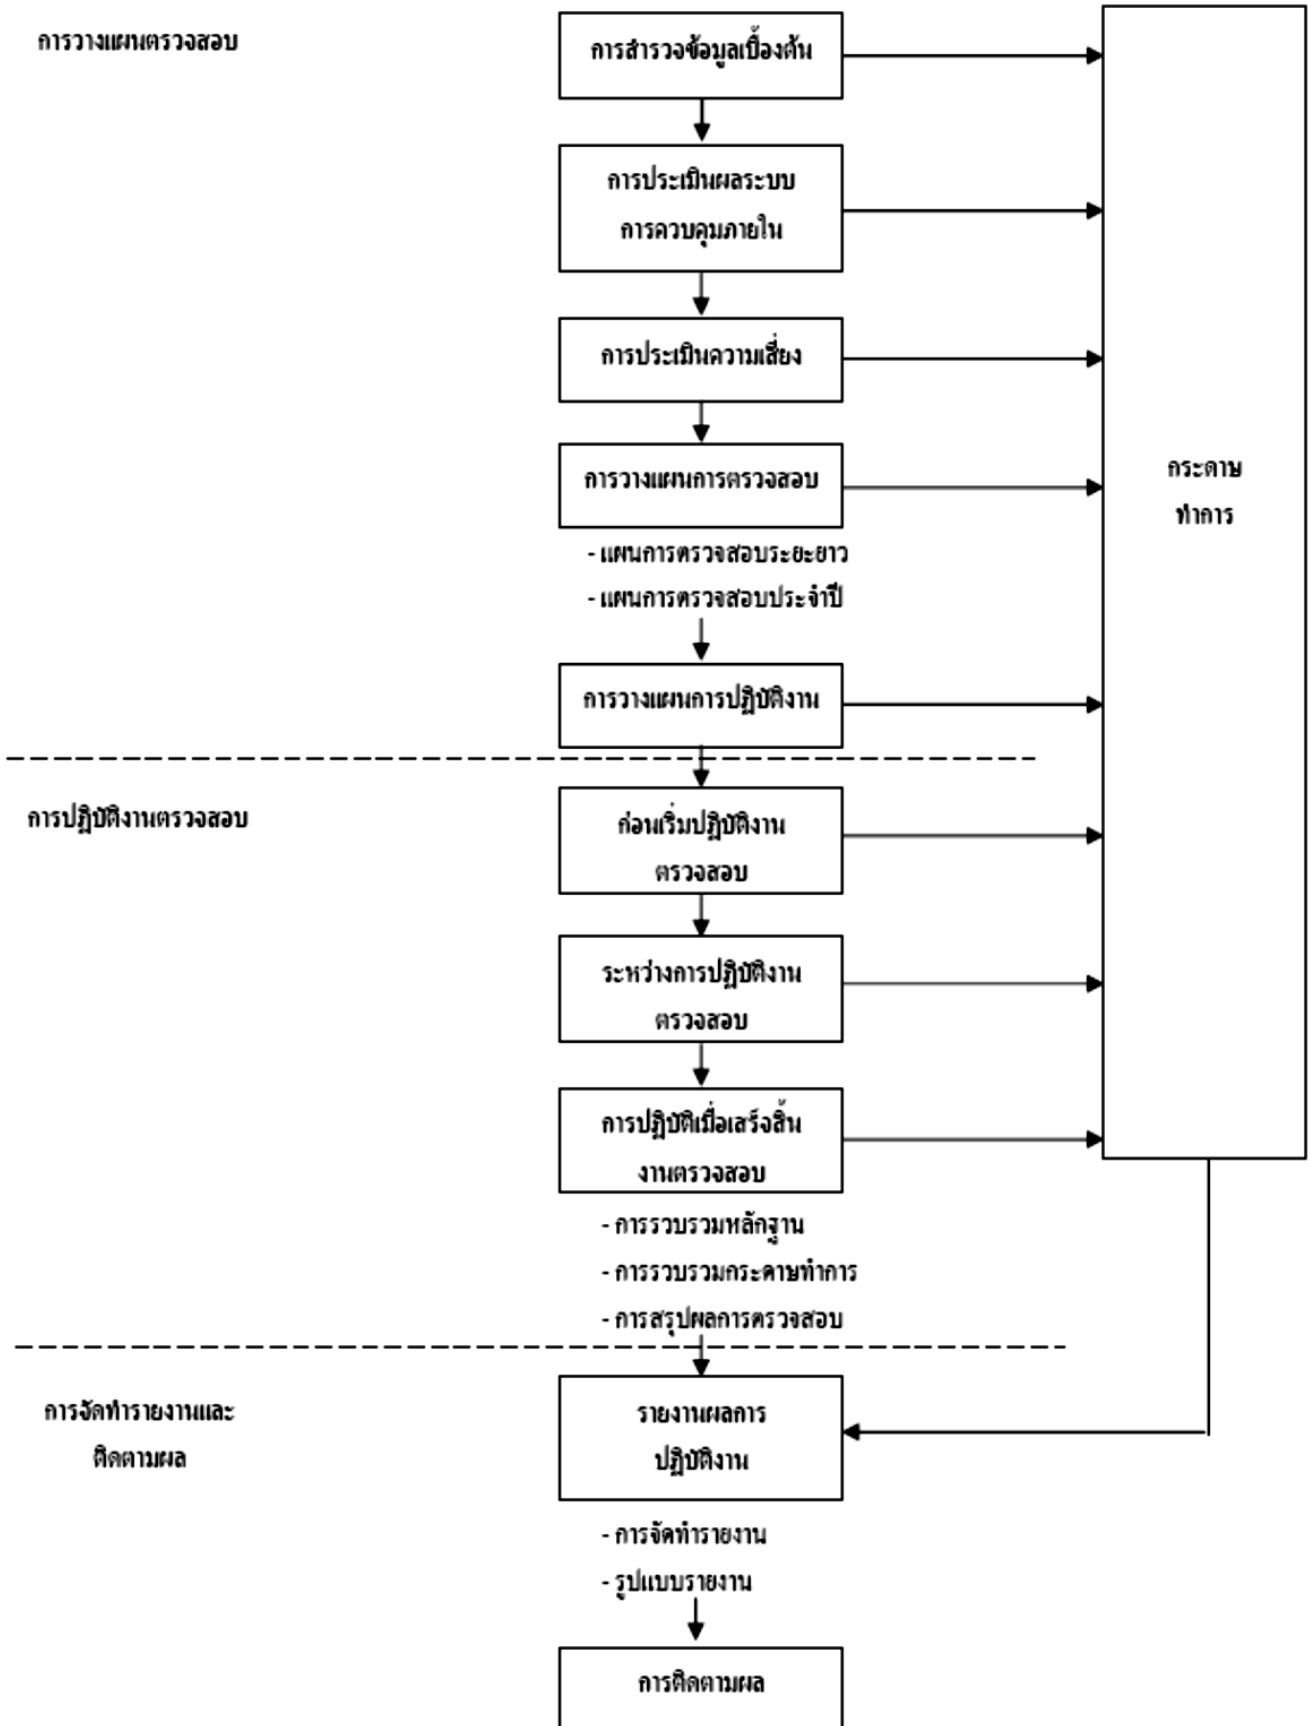 การวางแผนตรวจสอบ
การสำรวจข้อมูลเบื้องต้น
การประเมินผลระบบ
การควบคุมภายใน
การประเมินความเสี่ยง
การวางแผนการตรวจสอบ
- แผนการตรวจสอบระยะยาว
- แผนการตรวจสอบประจำปี
การวางแผนการปฏิบัติงาน
กระดาษ
ทำการ
การปฏิบัติงานตรวจสอบ
ก่อนเริ่มปฏิบัติงาน
ตรวจสอบ
ระหว่างการปฏิบัติงาน
ตรวจสอบ
การปฏิบัติเมื่อเสร็จสิ้น
งานตรวจสอบ
- การรวบรวมหลักฐาน
- การรวบรวมกระดาษทำการ
- การสรุปผลการตรวจสอบ
การจัดทำรายงานและ
ติดตามผล
รายงานผลการ
ปฏิบัติงาน
- การจัดทำรายงาน
- รูปแบบรายงาน
การติดตามผล